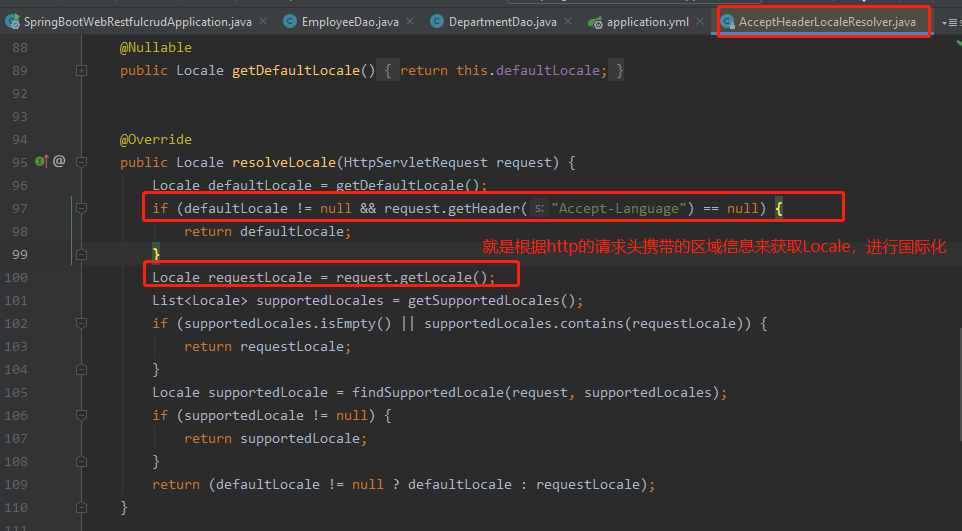 SpringBootWebRestfulcrudApplication.java EmployeeDao.java DepartmentDao.java application.yml AcceptHeaderLocaleResolver.java
88 @Nullable
89 public Locale getDefaultLocale() { return this.defaultLocale; }
92
93
94 @Override
95 @ public Locale resolveLocale(HttpServletRequest request) {
96 Locale defaultLocale = getDefaultLocale();
97 if (defaultLocale != null && request.getHeader( s: "Accept-Language") == null) {
98 return defaultLocale;
就是根据http的请求头携带的区域信息来获取Locale，进行国际化
99 }
100 Locale requestLocale = request.getLocale();
101 List<Locale> supportedLocales = getSupportedLocales();
102 if (supportedLocales.isEmpty() || supportedLocales.contains(requestLocale)) {
103 return requestLocale;
104 }
105 Locale supportedLocale = findSupportedLocale(request, supportedLocales);
106 if (supportedLocale != null) {
107 return supportedLocale;
108 }
109 return (defaultLocale != null ? defaultLocale : requestLocale);
110 }
111